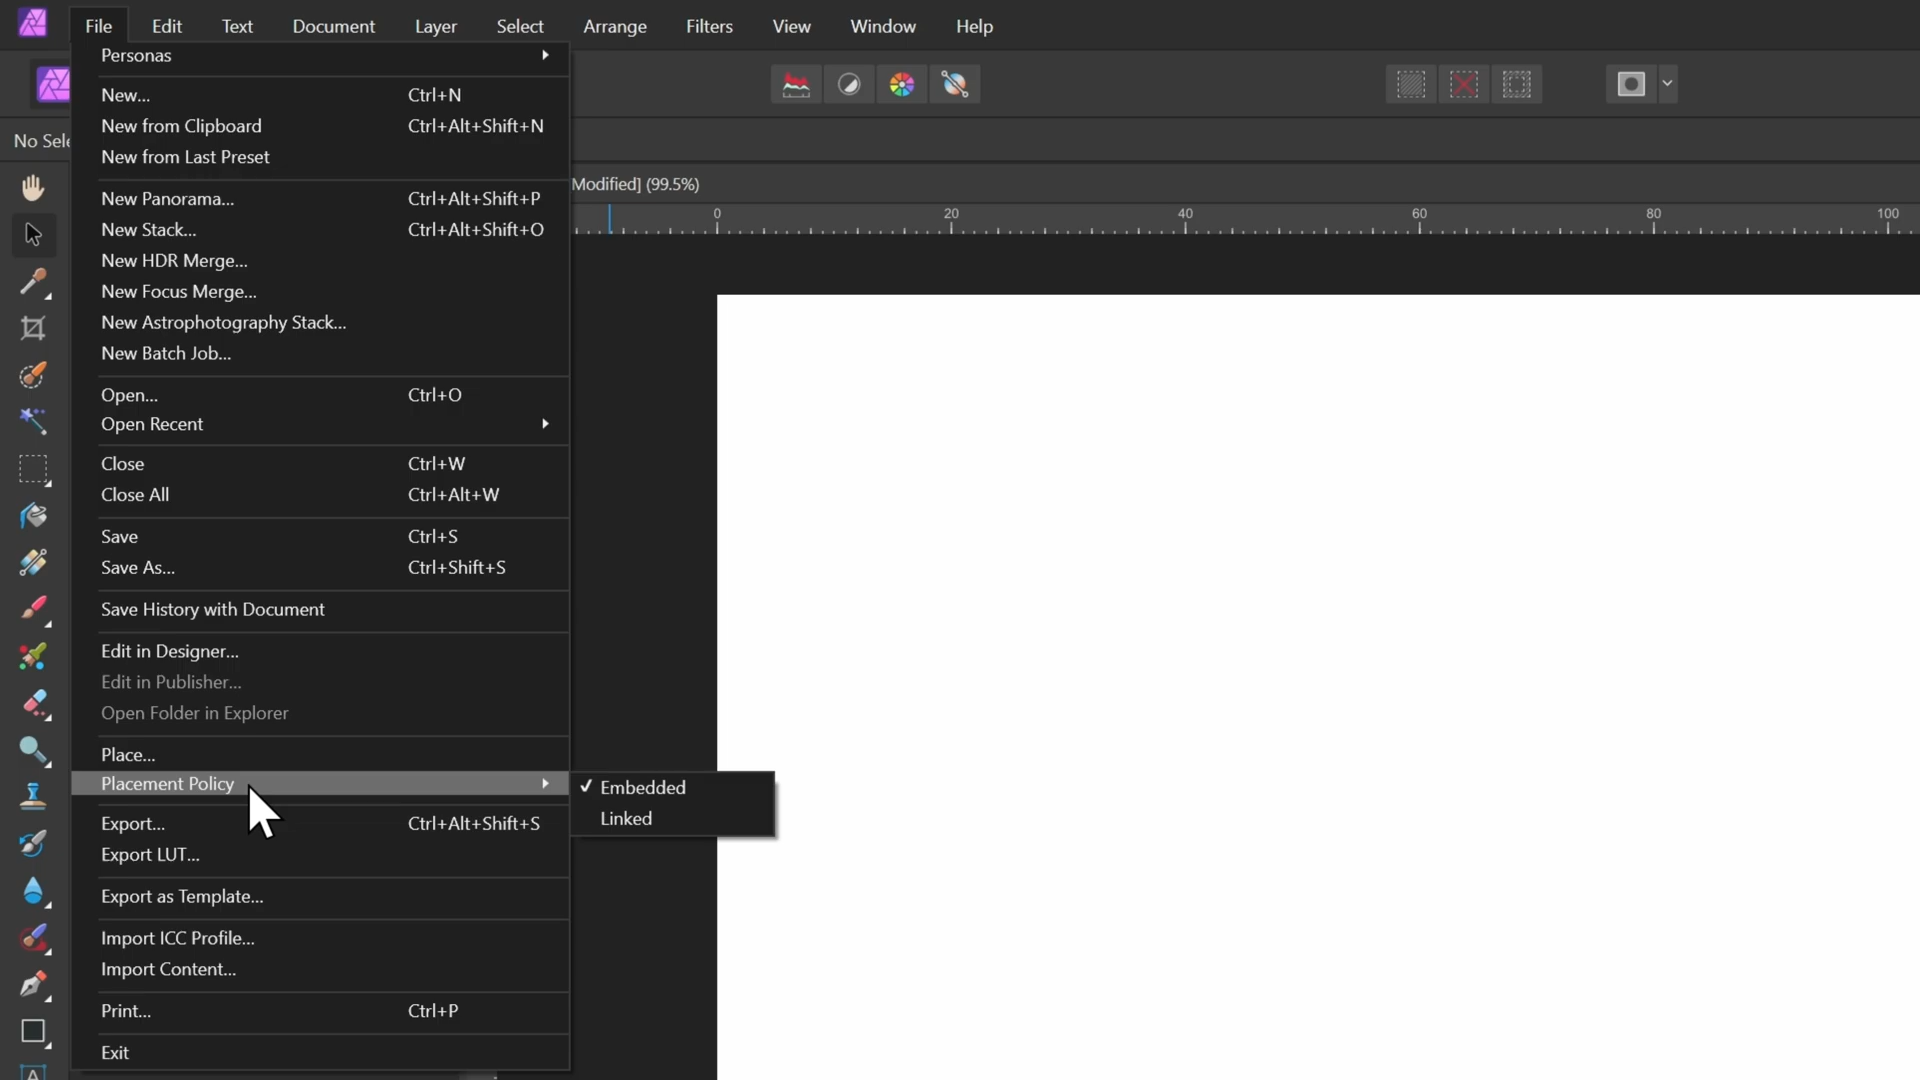 File Edit Text Document Layer Select Arrange Filters View Window Help
Personas
New... Ctrl+N
New from Clipboard Ctrl+Alt+Shift+N
New from Last Preset
No Sele
Modified] (99.5%)
New Panorama... Ctrl+Alt+Shift+P
0 20 40 60 80 100
New Stack... Ctrl+Alt+Shift+O
New HDR Merge...
New Focus Merge...
New Astrophotography Stack...
New Batch Job...
Open... Ctrl+O
Open Recent
Close Ctrl+W
Close All Ctrl+Alt+W
Save Ctrl+S
Save As... Ctrl+Shift+S
Save History with Document
Edit in Designer...
Edit in Publisher...
Open Folder in Explorer
Place...
Placement Policy
Embedded
Linked
Export... Ctrl+Alt+Shift+S
Export LUT...
Export as Template...
Import ICC Profile...
Import Content...
Print... Ctrl+P
Exit